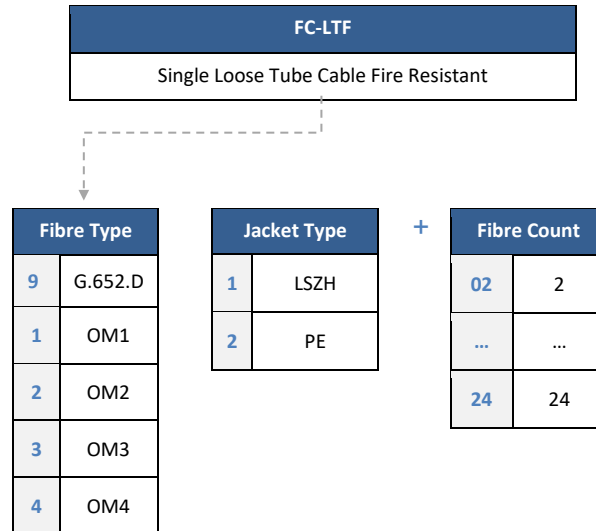 FC-LTF
Single Loose Tube Cable Fire Resistant
Fibre Type
9 G.652.D
1 OM1
2 OM2
3 OM3
4 OM4
Jacket Type
1 LSZH
2 PE
+
Fibre Count
02 2
... ...
24 24